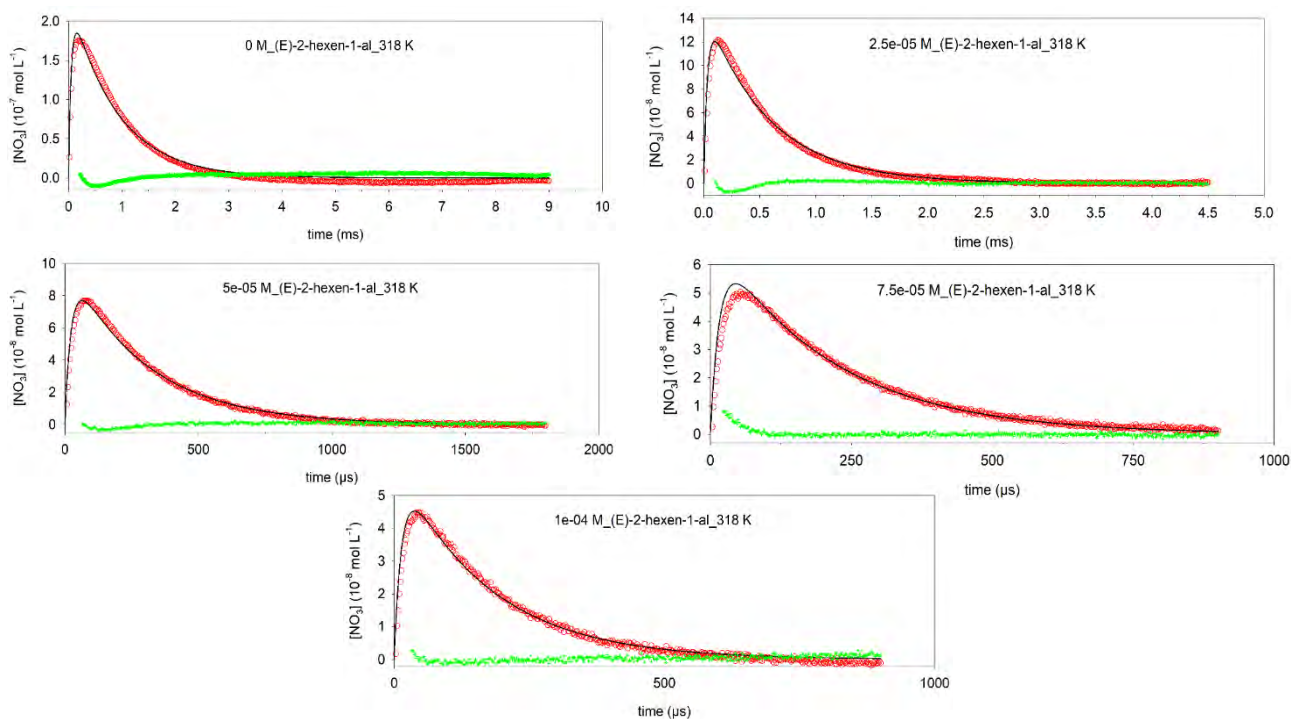 0 M_(E)-2-hexen-1-al_318 K
[NO3] (10-7 mol L-1)
2.0
1.5
1.0
0.5
0.0
0 1 2 3 4 5 6 7 8 9 10
time (ms)
2.5e-05 M_(E)-2-hexen-1-al_318 K
[NO3] (10-8 mol L-1)
14
12
10
8
6
4
2
0
0.0 0.5 1.0 1.5 2.0 2.5 3.0 3.5 4.0 4.5 5.0
time (ms)
5e-05 M_(E)-2-hexen-1-al_318 K
[NO3] (10-8 mol L-1)
10
8
6
4
2
0
0 500 1000 1500 2000
time (µs)
7.5e-05 M_(E)-2-hexen-1-al_318 K
[NO3] (10-8 mol L-1)
6
5
4
3
2
1
0
0 250 500 750 1000
time (µs)
1e-04 M_(E)-2-hexen-1-al_318 K
[NO3] (10-8 mol L-1)
5
4
3
2
1
0
0 500 1000
time (µs)